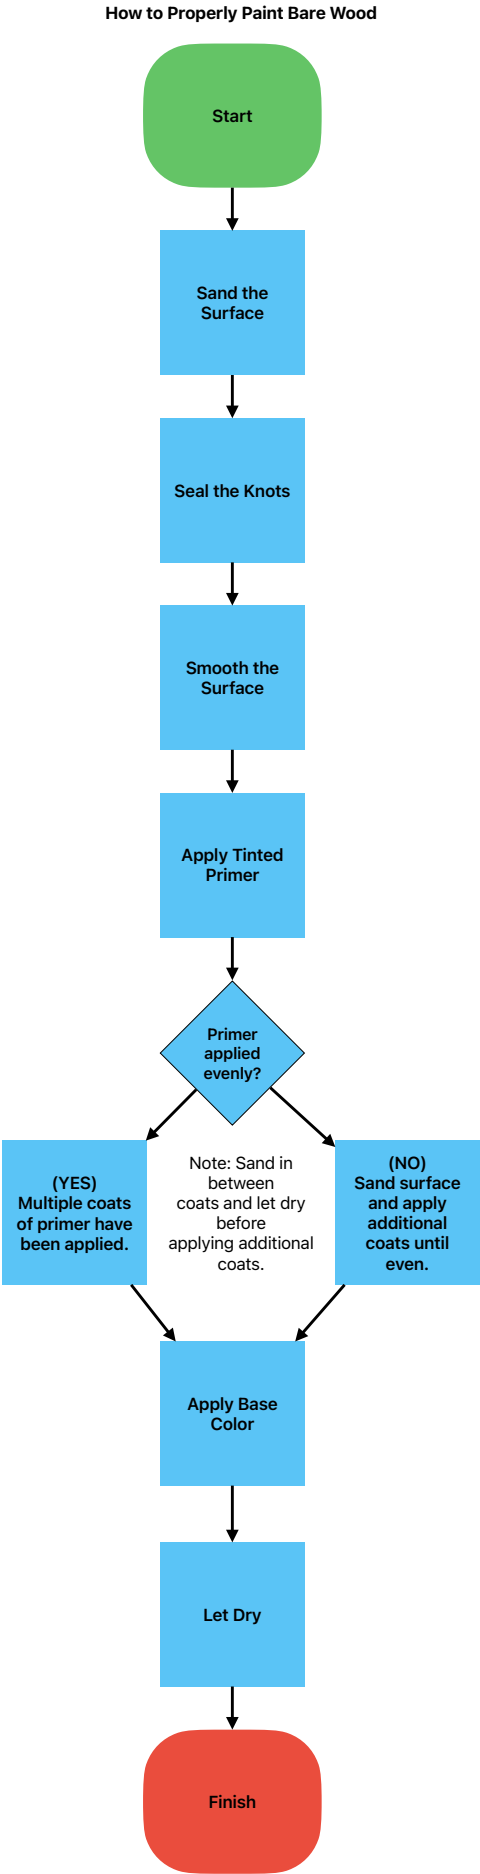 How to Properly Paint Bare Wood
Start
Sand the
Surface
Seal the Knots
Smooth the
Surface
Apply Tinted
Primer
Primer
applied
evenly?
(YES)
Multiple coats
of primer have
been applied.
Note: Sand in
between
coats and let dry
before
applying additional
coats.
(NO)
Sand surface
and apply
additional
coats until
even.
Apply Base
Color
Let Dry
Finish